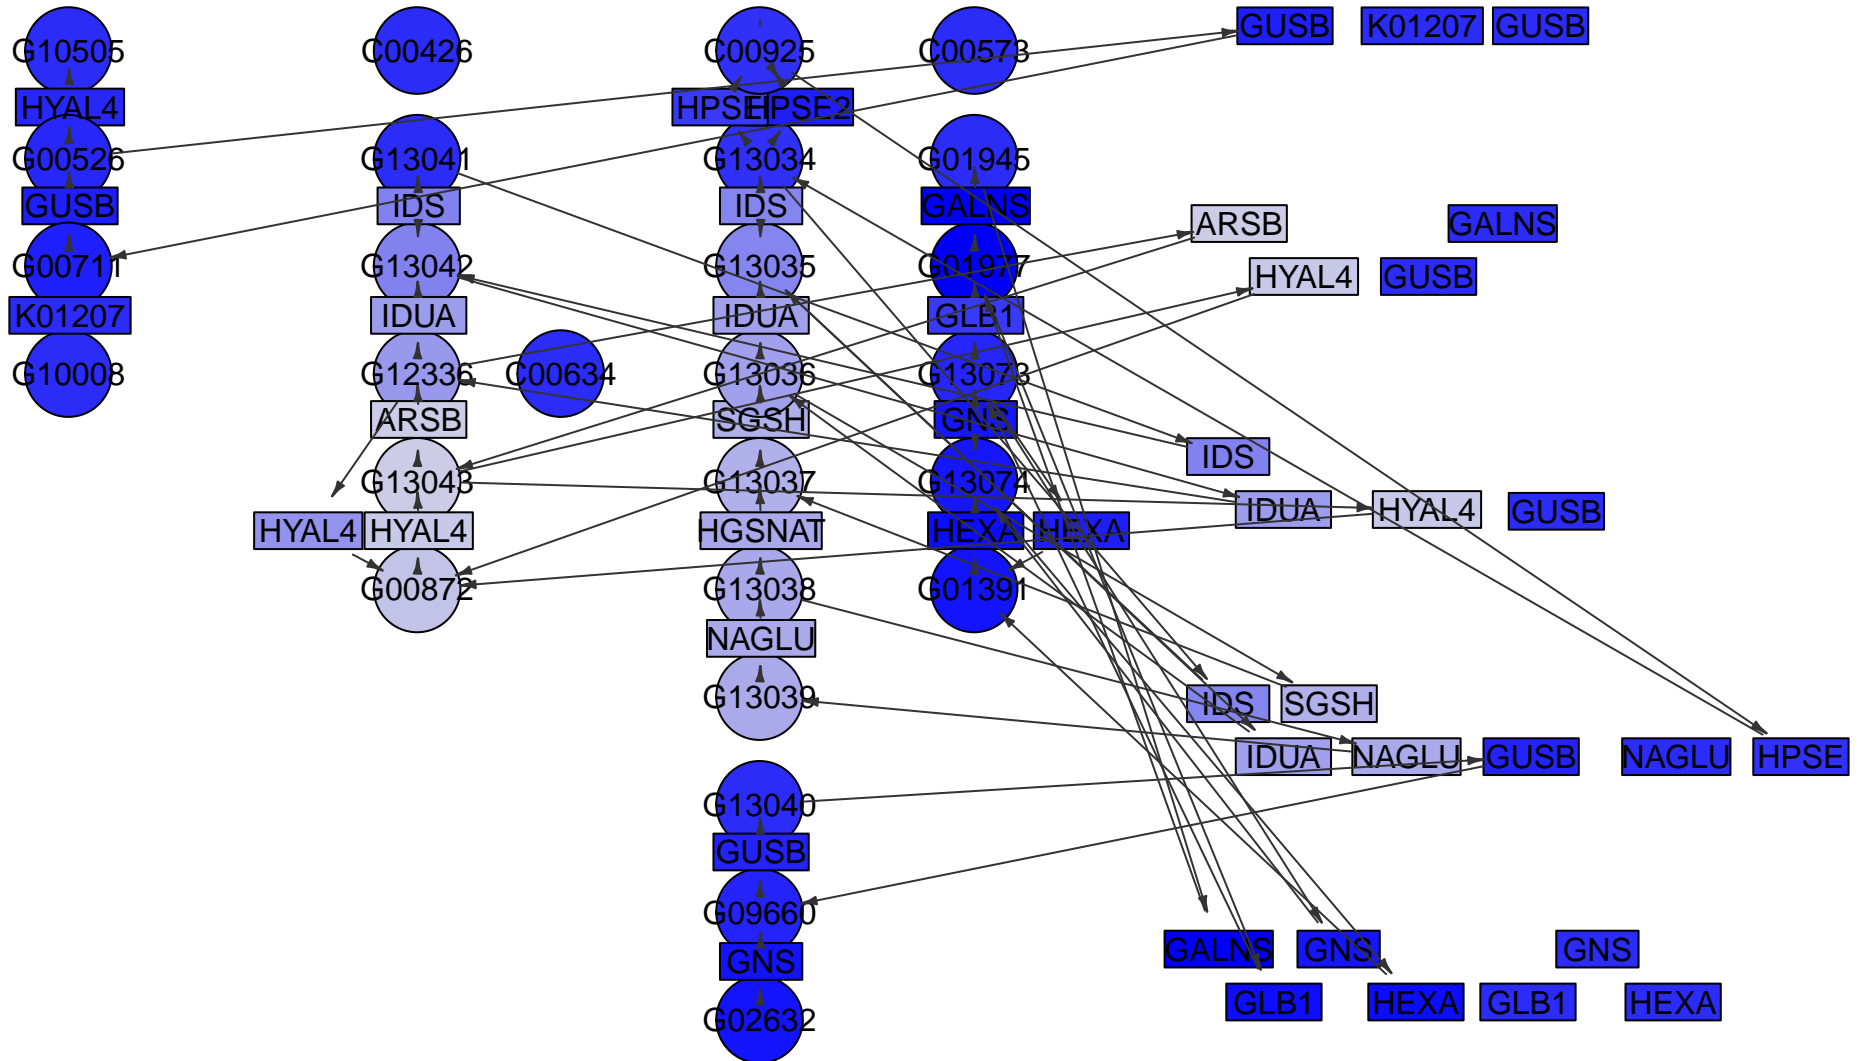 G10505 C00426 C00925 C00573 GUSB K01207 GUSB
HYAL4 HPSE HPSE2
G00526 G13041 G13034 G01945
GUSB IDS IDS GALNS ARSB GALNS
G00711 G13042 G13035 G01977 HYAL4 GUSB
K01207 IDUA IDUA GLB1
G10008 G12336 C00634 G13036 G13073
ARSB SGSH GNS IDS
G13043 G13037 G13074
HYAL4 HYAL4 HGSNAT HEXA HEXA IDUA HYAL4 GUSB
G00872 G13038 G01391
NAGLU
G13039 IDS SGSH
IDUA NAGLU GUSB NAGLU HPSE
G13040
GUSB
G09660
GNS GALNS GNS GNS
G02632 GLB1 HEXA GLB1 HEXA